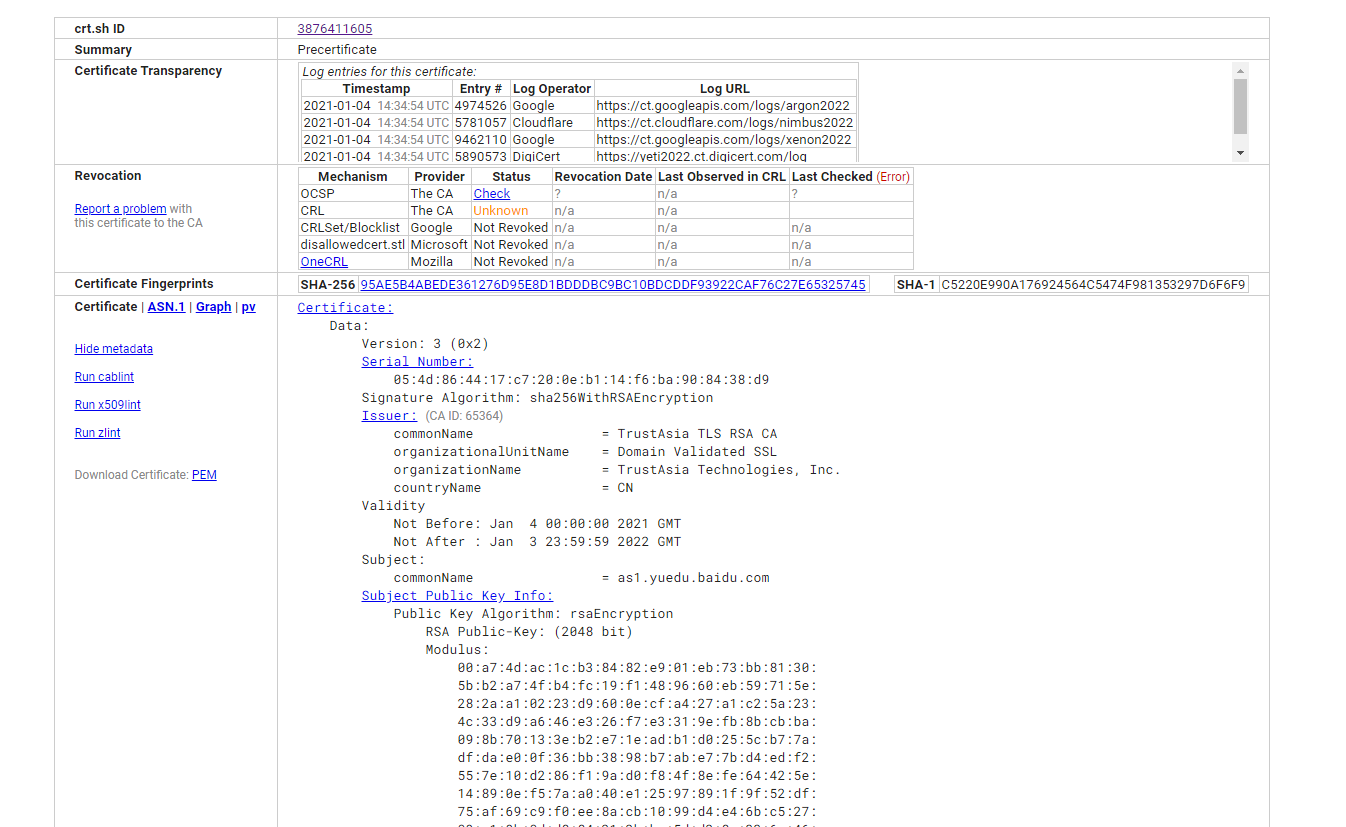 crt.sh ID 3876411605
Summary Precertificate
Certificate Transparency Log entries for this certificate:
Timestamp Entry # Log Operator Log URL
2021-01-04 14:34:54 UTC 4974526 Google https://ct.googleapis.com/logs/argon2022
2021-01-04 14:34:54 UTC 5781057 Cloudflare https://ct.cloudflare.com/logs/nimbus2022
2021-01-04 14:34:54 UTC 9462110 Google https://ct.googleapis.com/logs/xenon2022
2021-01-04 14:34:54 UTC 5890573 DigiCert https://yeti2022.ct.digicert.com/log
Revocation
Report a problem with
this certificate to the CA
Mechanism Provider Status Revocation Date Last Observed in CRL Last Checked (Error)
OCSP The CA Check ? n/a ?
CRL The CA Unknown n/a n/a
CRLSet/Blocklist Google Not Revoked n/a n/a n/a
disallowedcert.stl Microsoft Not Revoked n/a n/a n/a
OneCRL Mozilla Not Revoked n/a n/a n/a
Certificate Fingerprints SHA-256 95AE5B4ABEDE361276D95E8D1BDDDBC9BC10BDCDDF93922CAF76C27E65325745 SHA-1 C5220E990A176924564C5474F981353297D6F6F9
Certificate | ASN.1 | Graph | pv
Hide metadata
Run cablint
Run x509lint
Run zlint
Download Certificate: PEM
Certificate:
Data:
Version: 3 (0x2)
Serial Number:
05:4d:86:44:17:c7:20:0e:b1:14:f6:ba:90:84:38:d9
Signature Algorithm: sha256WithRSAEncryption
Issuer: (CA ID: 65364)
commonName = TrustAsia TLS RSA CA
organizationalUnitName = Domain Validated SSL
organizationName = TrustAsia Technologies, Inc.
countryName = CN
Validity
Not Before: Jan 4 00:00:00 2021 GMT
Not After : Jan 3 23:59:59 2022 GMT
Subject:
commonName = as1.yuedu.baidu.com
Subject Public Key Info:
Public Key Algorithm: rsaEncryption
RSA Public-Key: (2048 bit)
Modulus:
00:a7:4d:ac:1c:b3:84:82:e9:01:eb:73:bb:81:30:
5b:b2:a7:4f:b4:fc:19:f1:48:96:60:eb:59:71:5e:
28:2a:a1:02:23:d9:60:0e:cf:a4:27:a1:c2:5a:23:
4c:33:d9:a6:46:e3:26:f7:e3:31:9e:fb:8b:cb:ba:
09:8b:70:13:3e:b2:e7:1e:ad:b1:d0:25:5c:b7:7a:
df:da:e0:0f:36:bb:38:98:b7:ab:e7:7b:d4:ed:f2:
55:7e:10:d2:86:f1:9a:d0:f8:4f:8e:fe:64:42:5e:
14:89:0e:f5:7a:a0:40:e1:25:97:89:1f:9f:52:df:
75:af:69:c9:f0:ee:8a:cb:10:99:d4:e4:6b:c5:27: